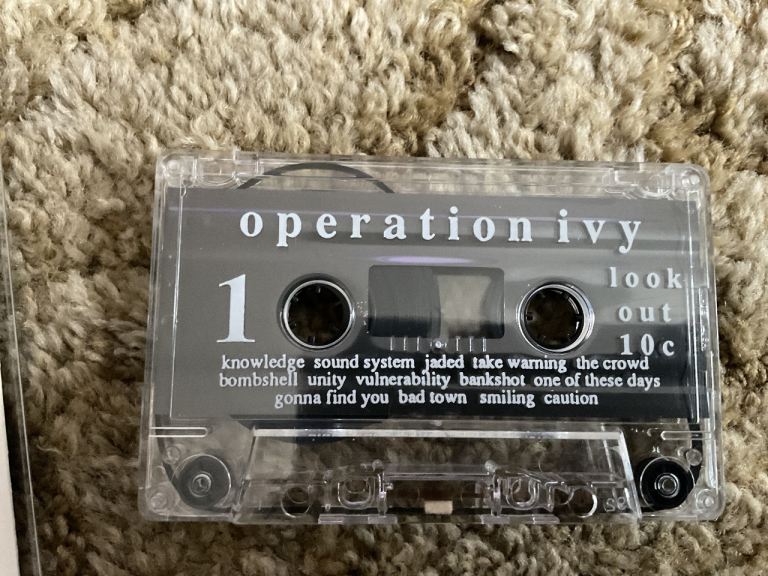 operation ivy
1
look
out
10c
knowledge sound system jaded take warning the crowd
bombshell unity vulnerability bankshot one of these days
gonna find you bad town smiling caution